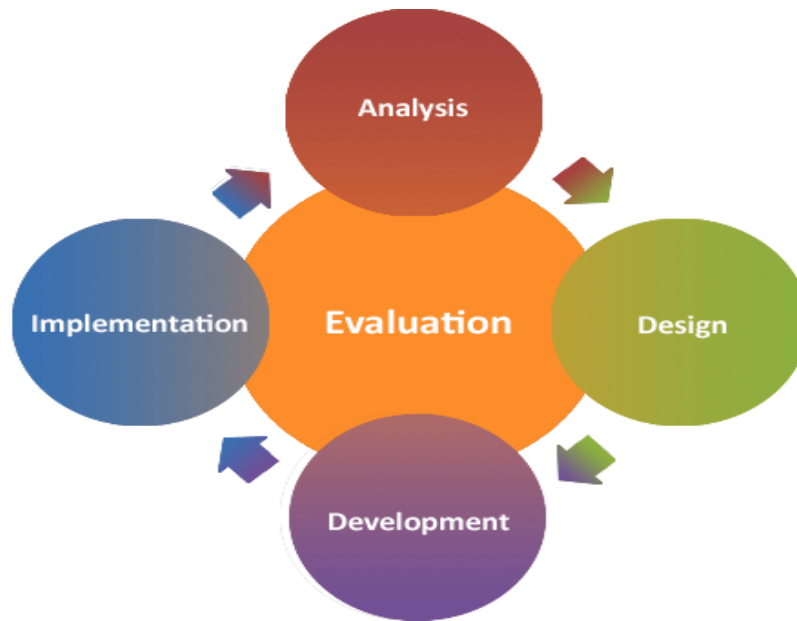 Analysis
Implementation
Evaluation
Design
Development